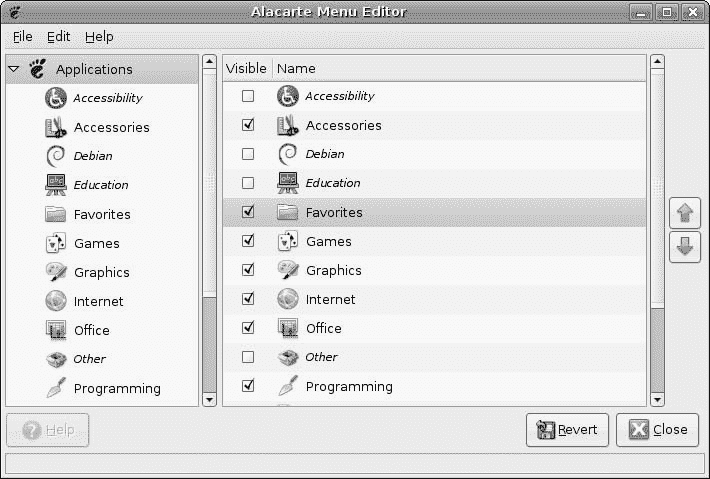 Alacarte Menu Editor
File Edit Help
Applications
Accessibility
Accessories
Debian
Education
Favorites
Games
Graphics
Internet
Office
Other
Programming
Visible Name
Accessibility
Accessories
Debian
Education
Favorites
Games
Graphics
Internet
Office
Other
Programming
Help Revert Close